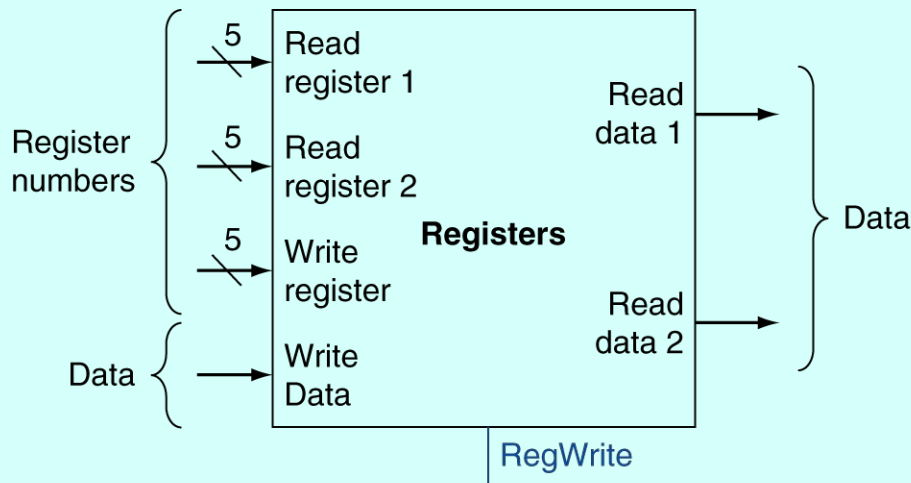 5
Read
register 1
5
Read
register 2
5
Write
register
Write
Data
Register
numbers
Data
Registers
Read
data 1
Read
data 2
Data
RegWrite